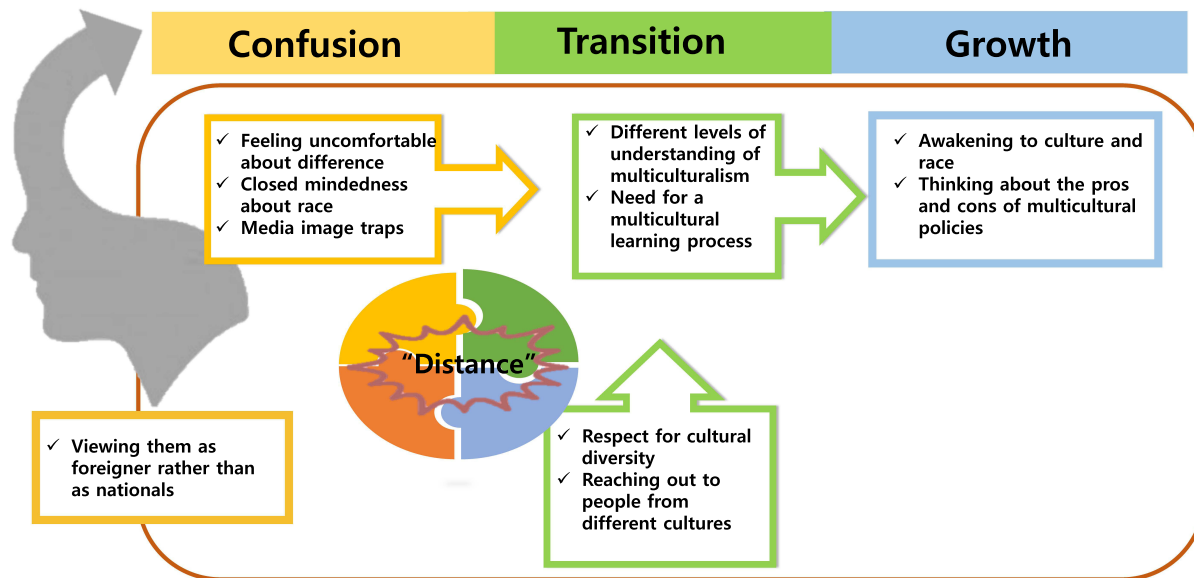 Confusion
Transition
Growth
✓ Feeling uncomfortable
about difference
✓ Closed mindedness
about race
✓ Media image traps
✓ Different levels of
understanding of
multiculturalism
✓ Need for a
multicultural
learning process
✓ Awakening to culture and
race
✓ Thinking about the pros
and cons of multicultural
policies
“Distance”
✓ Viewing them as
foreigner rather than
as nationals
✓ Respect for cultural
diversity
✓ Reaching out to
people from
different cultures